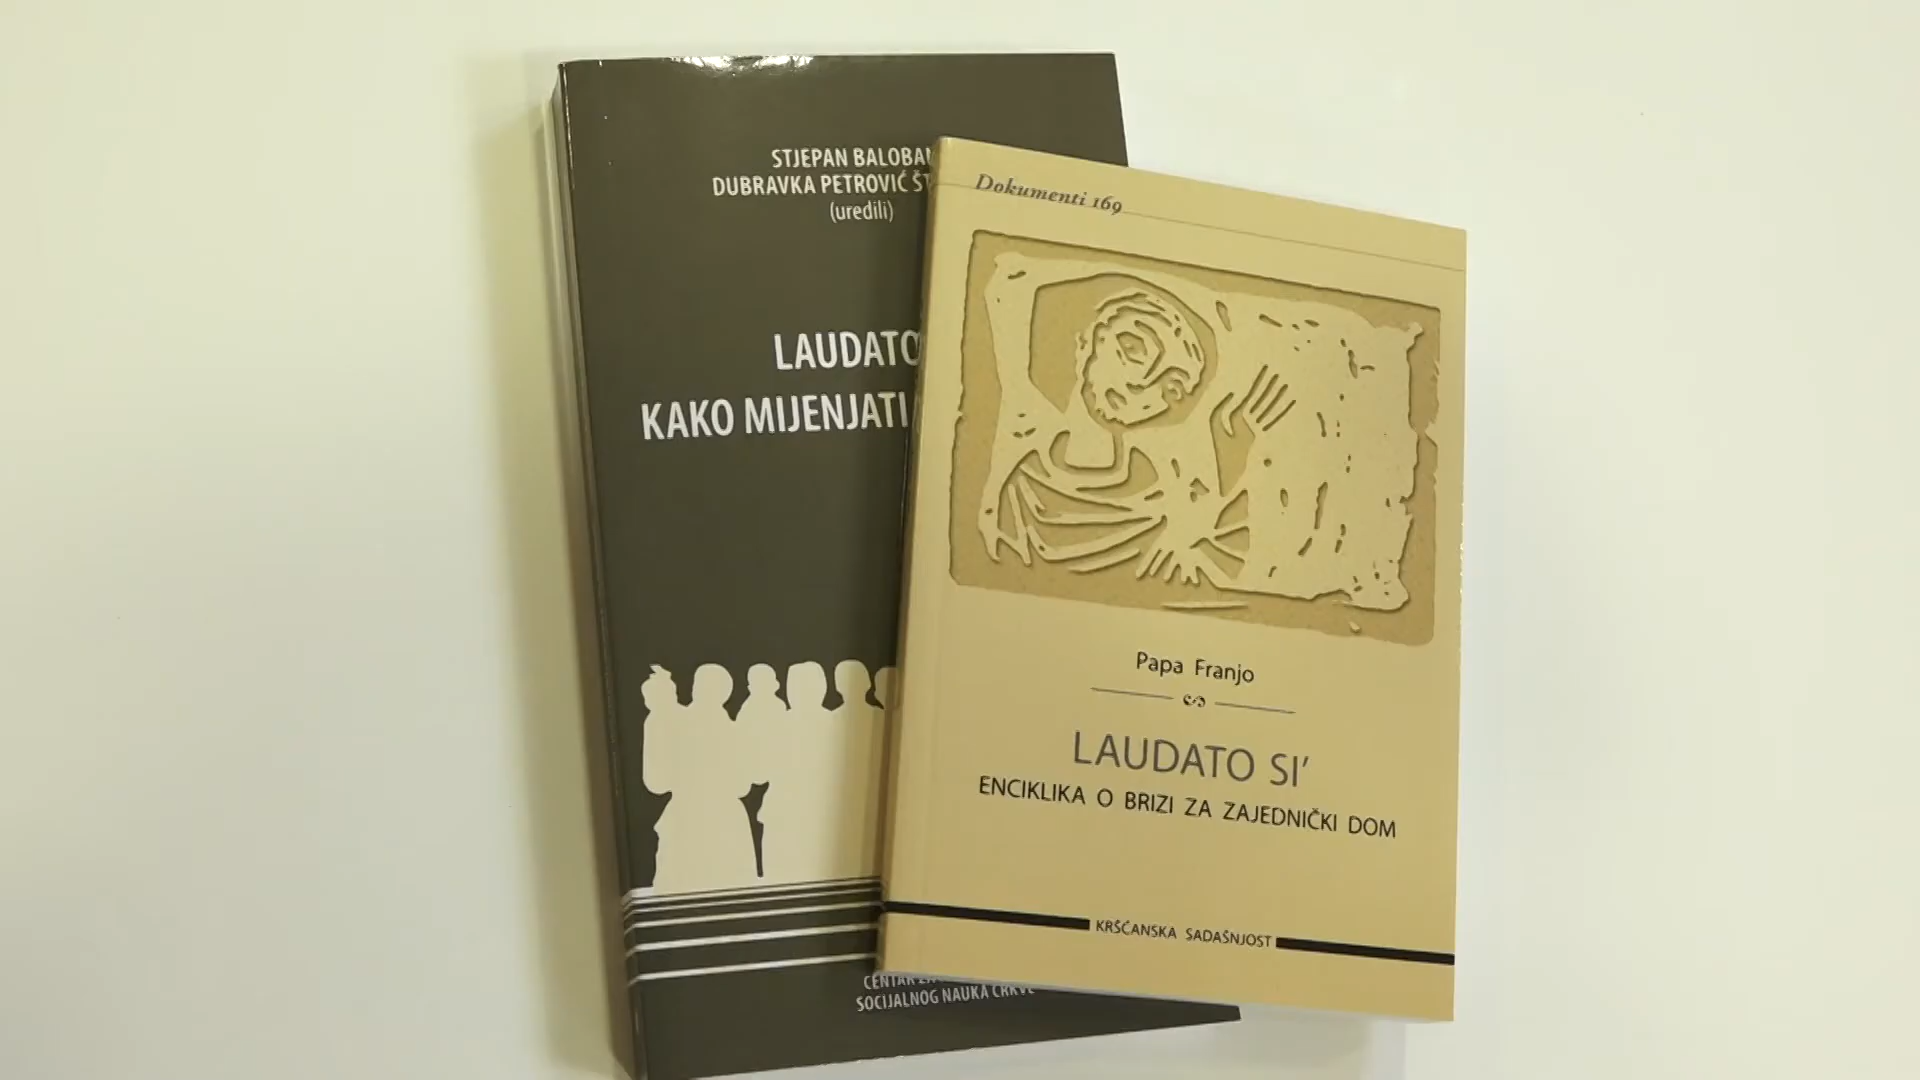 STJEPAN
DUBRAVKA PETROVIĆ
(uredili)
LAUDATO
KAKO MIJENJATI
SOCIJALNOG NAUKA CRKVE
Dokumenti 169
Papa Franjo
LAUDATO SI’
ENCIKLIKA O BRIZI ZA ZAJEDNIČKI DOM
KRŠĆANSKA SADAŠNJOST